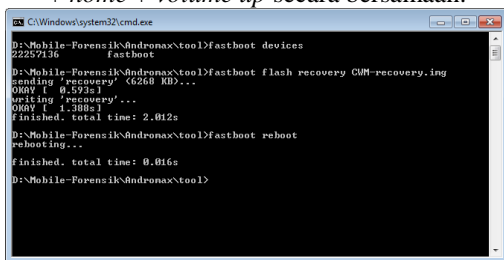 + home + volume up secara bersamaan.
C:\Windows\system32\cmd.exe
D:\Mobile-Forensik\Andromax\tool>fastboot devices
22257136        fastboot
D:\Mobile-Forensik\Andromax\tool>fastboot flash recovery CWM-recovery.img
sending 'recovery' (6268 KB)...
OKAY [  0.593s]
writing 'recovery'...
OKAY [  1.388s]
finished. total time: 2.012s
D:\Mobile-Forensik\Andromax\tool>fastboot reboot
rebooting...
finished. total time: 0.016s
D:\Mobile-Forensik\Andromax\tool>